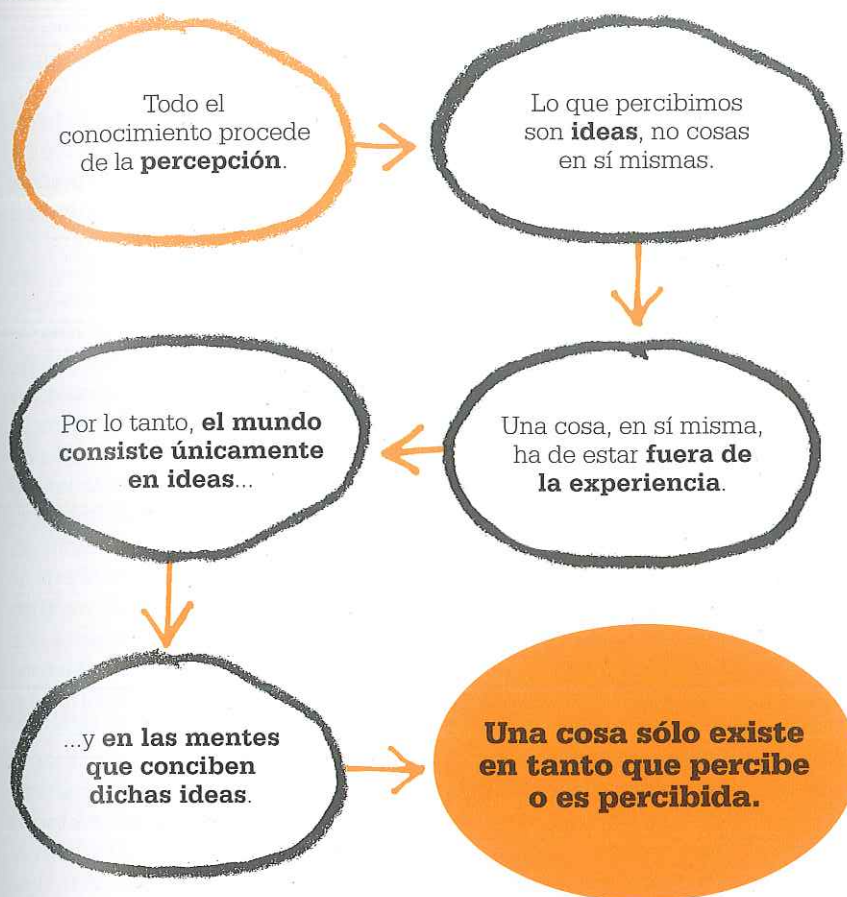 Todo el
conocimiento procede
de la percepción.
Lo que percibimos
son ideas, no cosas
en sí mismas.
Una cosa, en sí misma,
ha de estar fuera de
la experiencia.
Por lo tanto, el mundo
consiste únicamente
en ideas...
...y en las mentes
que conciben
dichas ideas.
Una cosa sólo existe
en tanto que percibe
o es percibida.